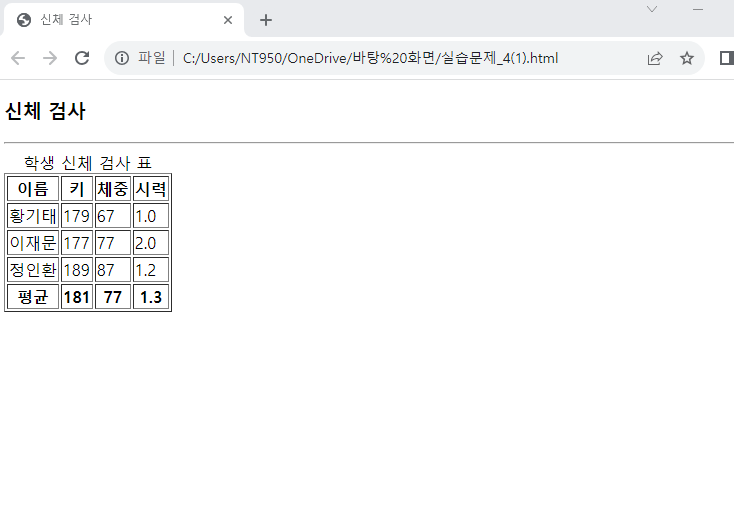 신체 검사
파일 | C:/Users/NT950/OneDrive/바탕%20화면/실습문제_4(1).html
신체 검사
학생 신체 검사 표
이름 키 체중 시력
황기태 179 67 1.0
이재문 177 77 2.0
정인환 189 87 1.2
평균 181 77 1.3